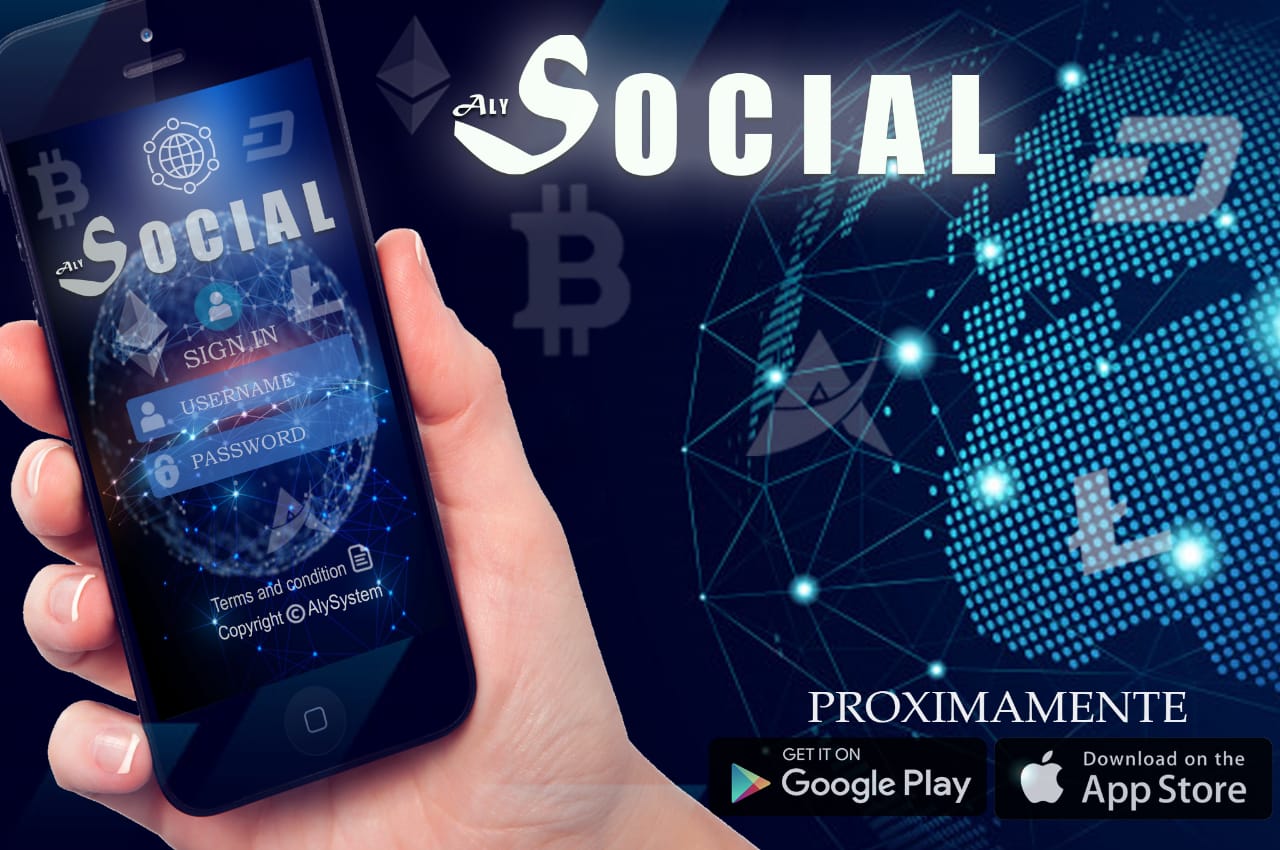 ALY SOCIAL
ALY SOCIAL
SIGN IN
USERNAME
PASSWORD
Terms and condition
Copyright © AlySystem
PROXIMAMENTE
GET IT ON
Google Play
Download on the
App Store